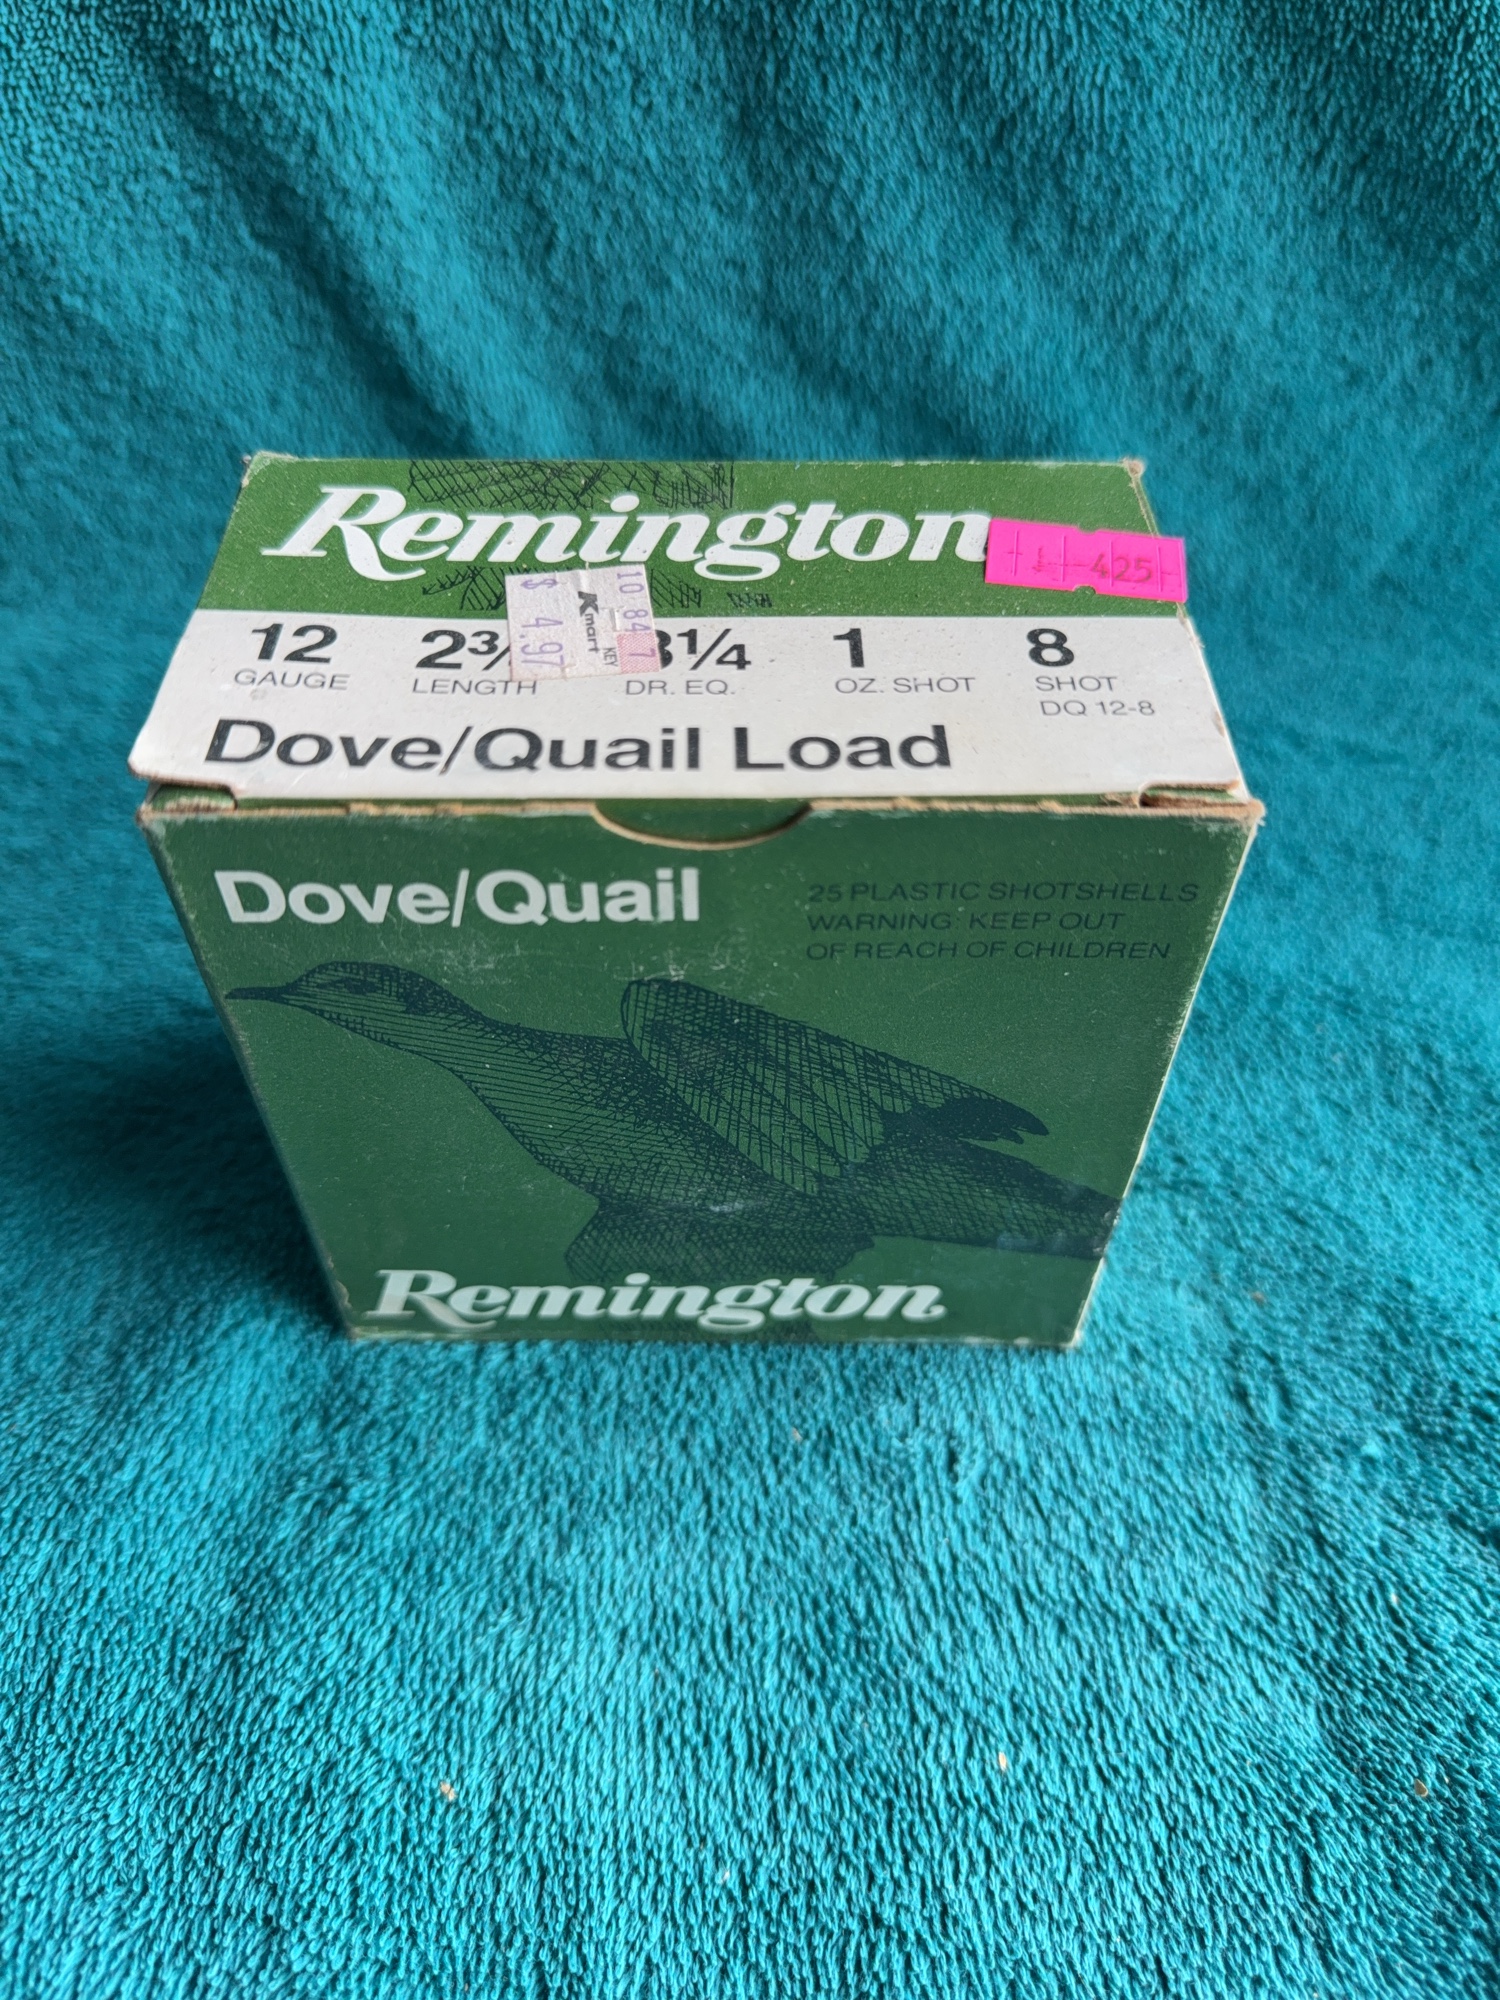 Remington
425
10 84 7
Kmart
KEY
$ 4.97
12 2¾ 3¼ 1 8
GAUGE LENGTH DR. EQ. OZ. SHOT SHOT
DQ 12-8
Dove/Quail Load
Dove/Quail
25 PLASTIC SHOTSHELLS
WARNING: KEEP OUT
OF REACH OF CHILDREN
Remington